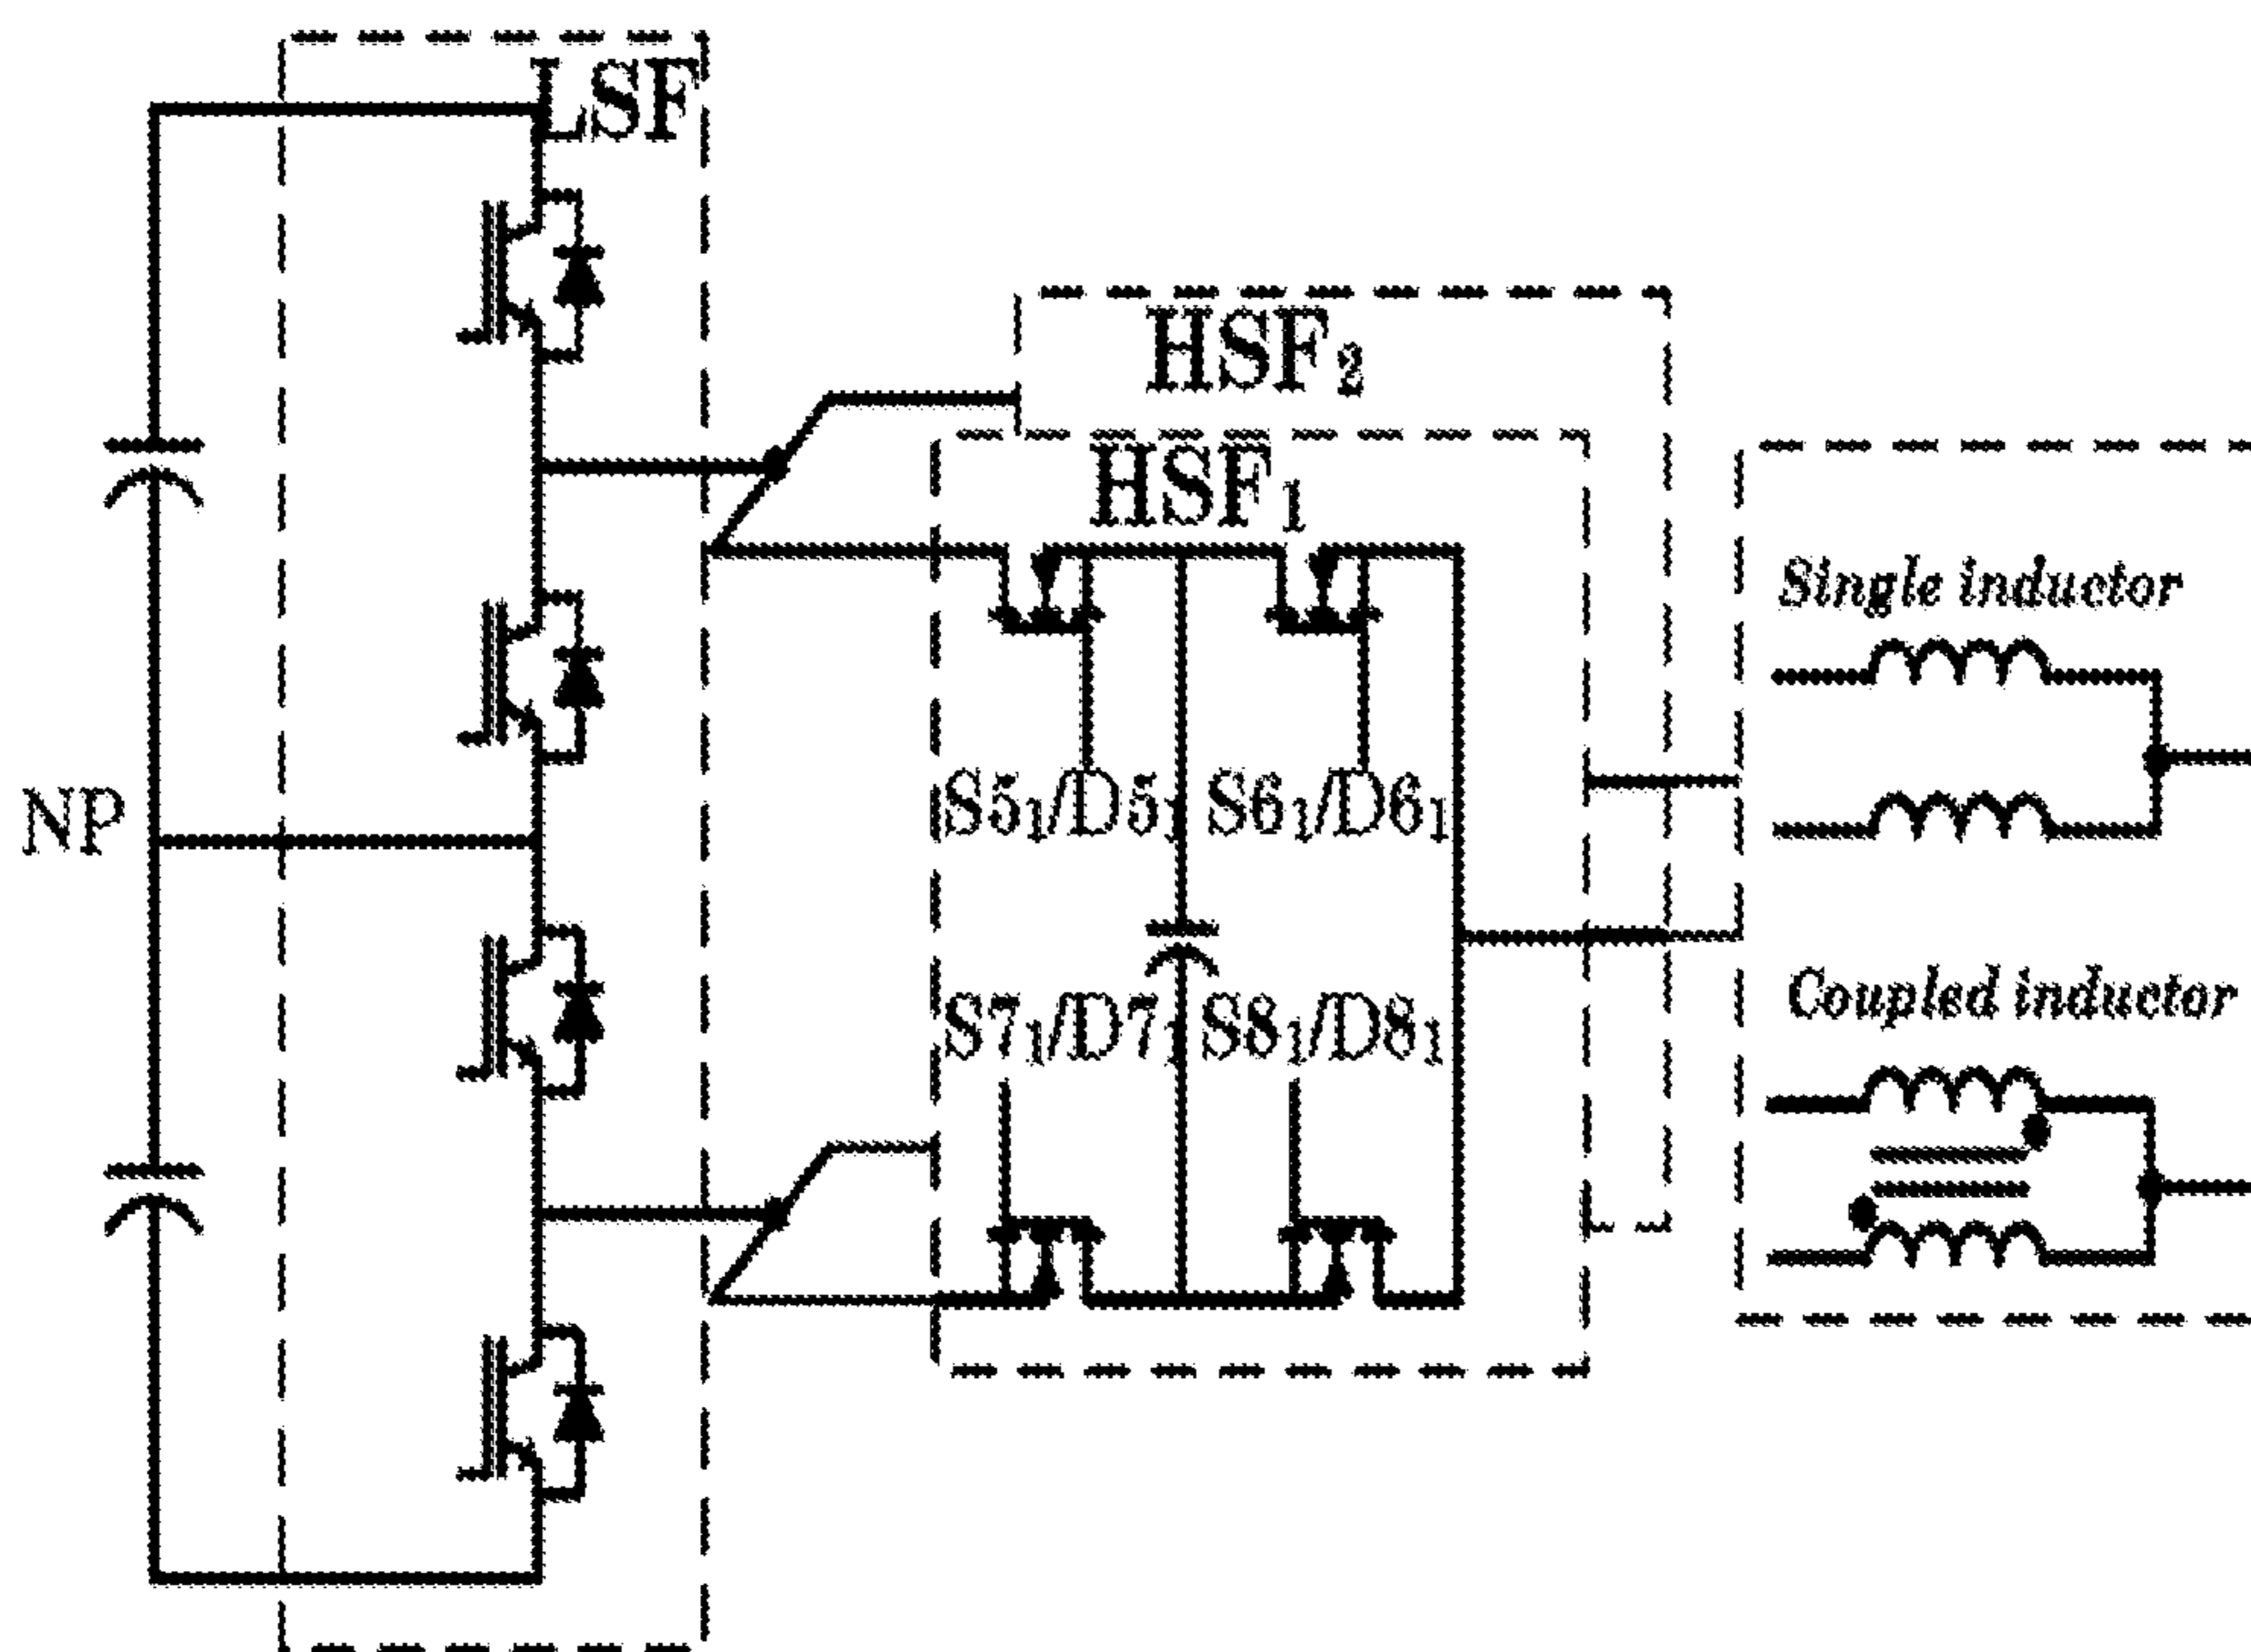 LSF
HSF₂
HSF₁
Single inductor
NP
S5₁/D5₁ S6₁/D6₁
Coupled inductor
S7₁/D7₁ S8₁/D8₁